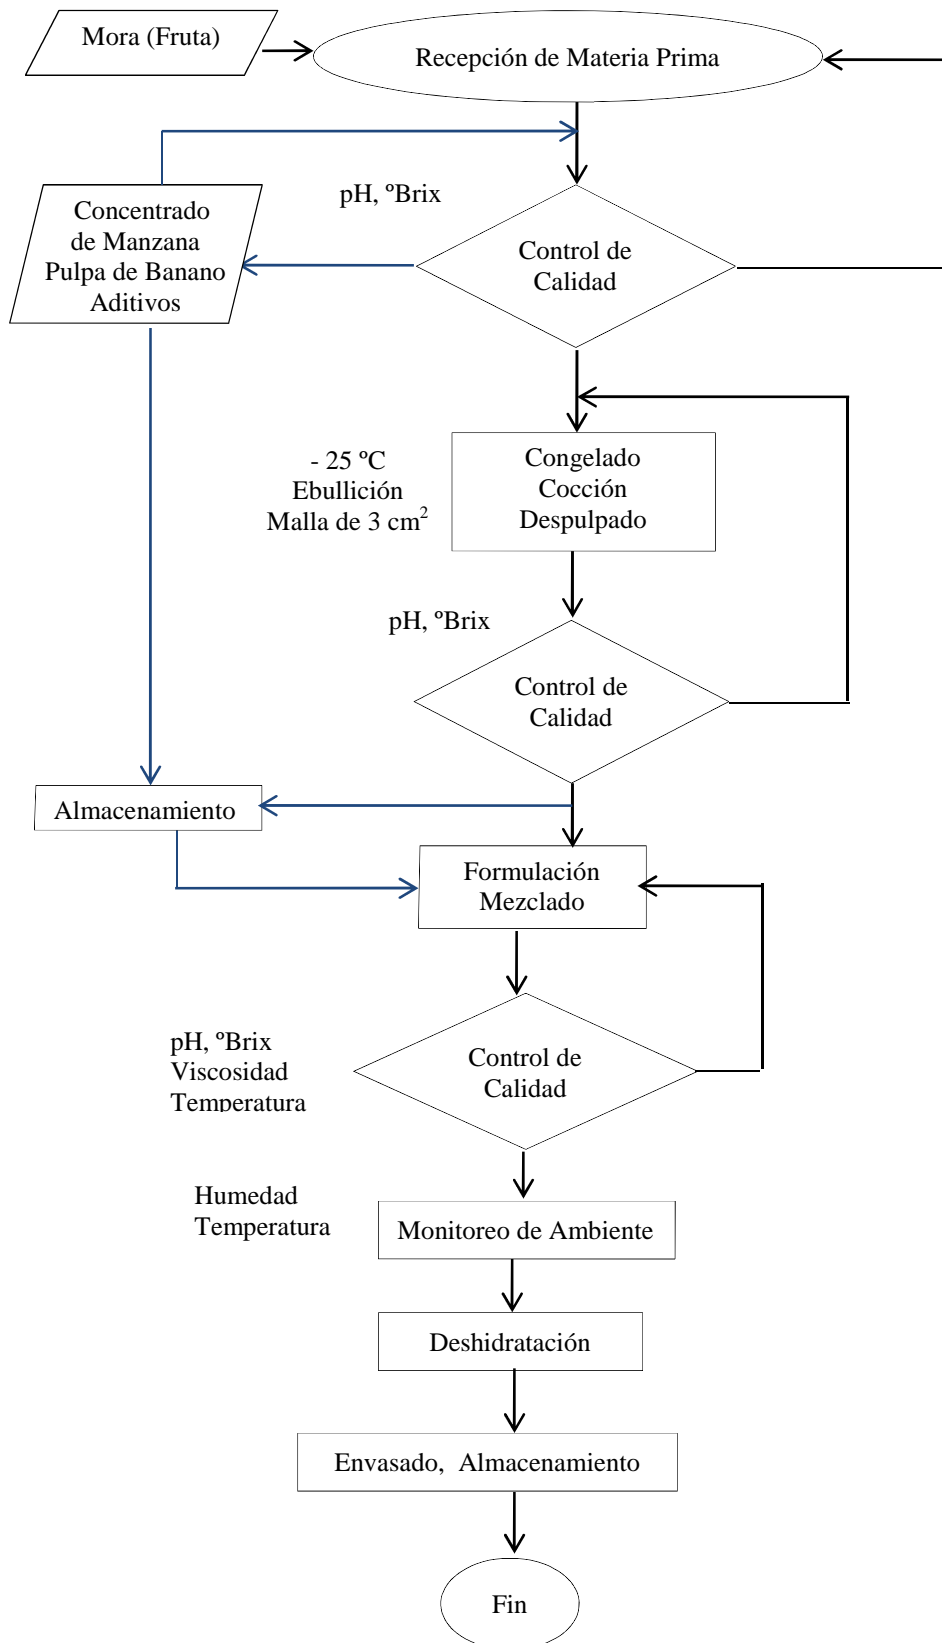 Mora (Fruta)
Recepción de Materia Prima
pH, ºBrix
Concentrado
de Manzana
Pulpa de Banano
Aditivos
Control de
Calidad
- 25 ºC
Ebullición
Malla de 3 cm²
Congelado
Cocción
Despulpado
pH, ºBrix
Control de
Calidad
Almacenamiento
Formulación
Mezclado
pH, ºBrix
Viscosidad
Temperatura
Control de
Calidad
Humedad
Temperatura
Monitoreo de Ambiente
Deshidratación
Envasado, Almacenamiento
Fin